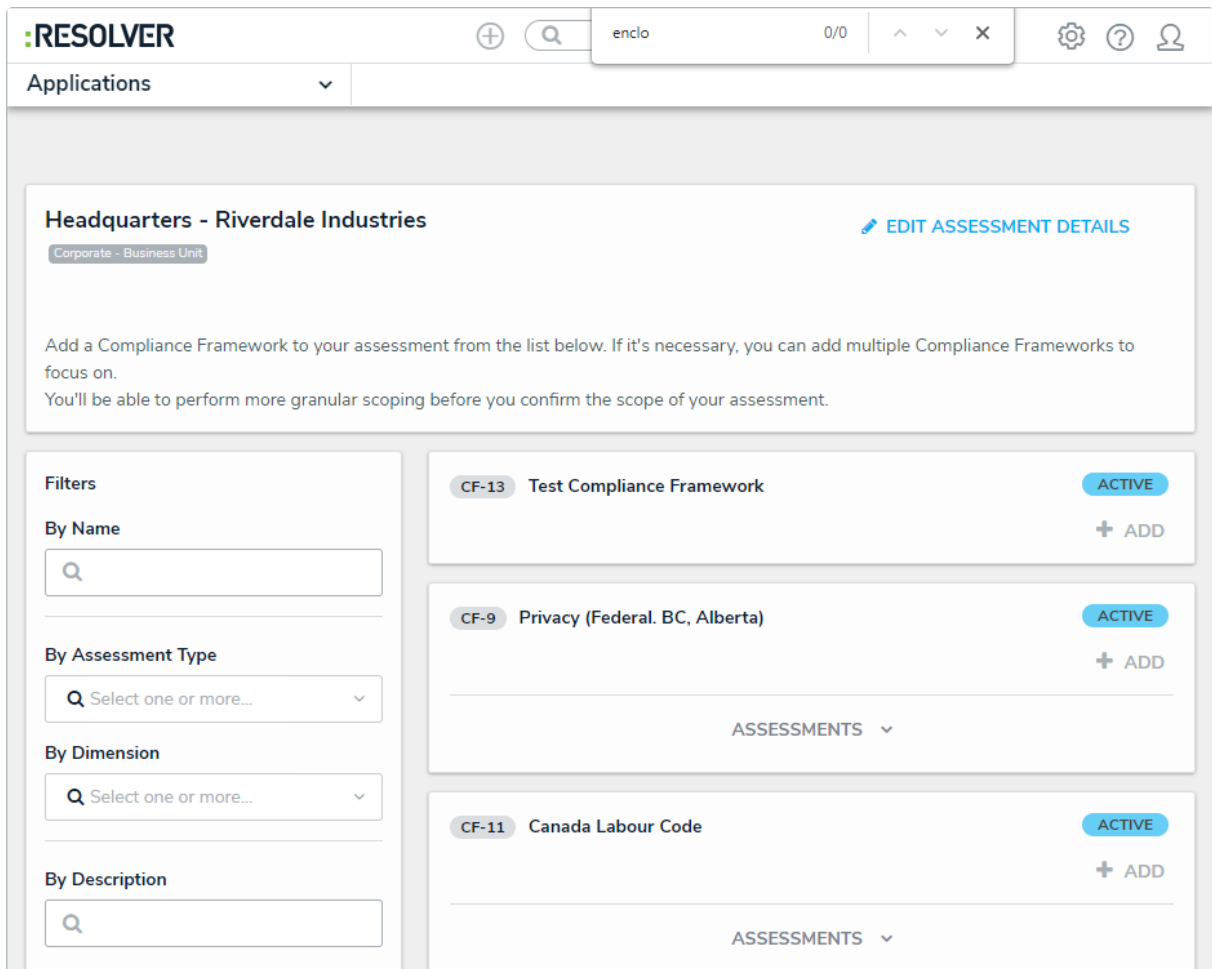 :RESOLVER
enclo 0/0
Applications
Headquarters - Riverdale Industries
EDIT ASSESSMENT DETAILS
Corporate - Business Unit
Add a Compliance Framework to your assessment from the list below. If it's necessary, you can add multiple Compliance Frameworks to
focus on.
You'll be able to perform more granular scoping before you confirm the scope of your assessment.
Filters
By Name
By Assessment Type
Select one or more...
By Dimension
Select one or more...
By Description
CF-13 Test Compliance Framework ACTIVE
+ ADD
CF-9 Privacy (Federal. BC, Alberta) ACTIVE
+ ADD
ASSESSMENTS
CF-11 Canada Labour Code ACTIVE
+ ADD
ASSESSMENTS